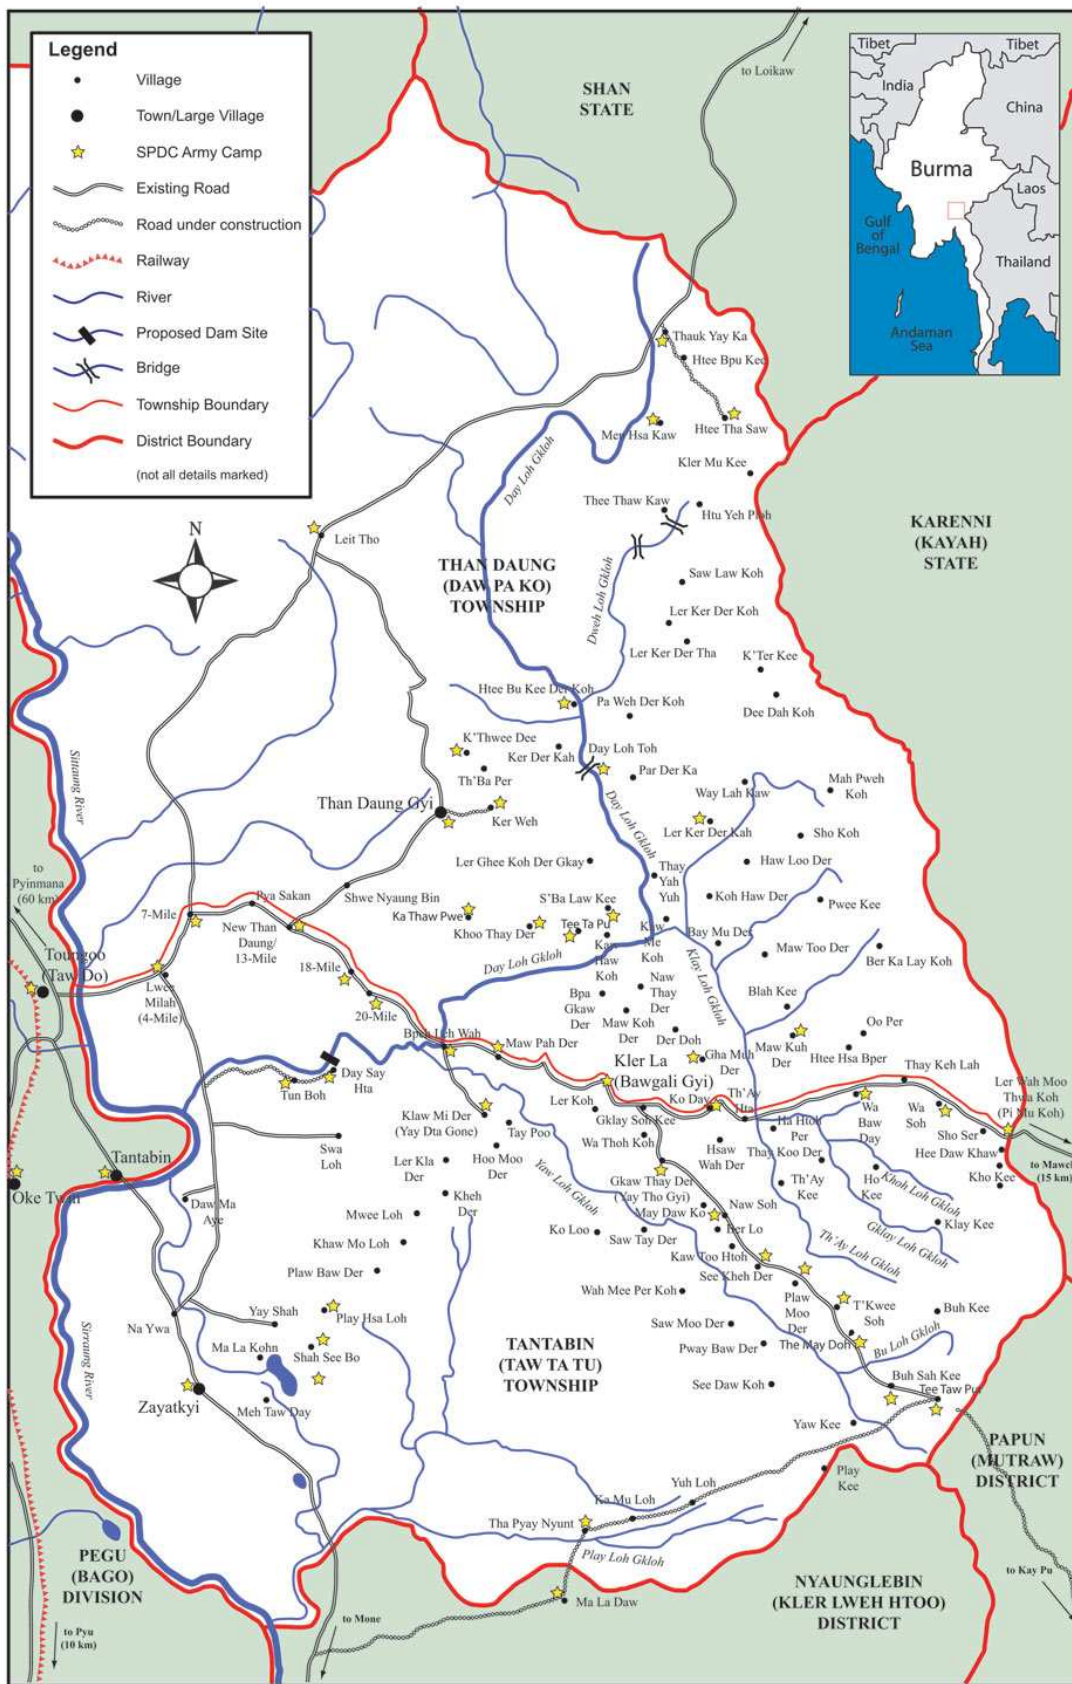 Legend
Village
Town/Large Village
SPDC Army Camp
Existing Road
Road under construction
Railway
River
Proposed Dam Site
Bridge
Township Boundary
District Boundary
(not all details marked)
Tibet
Tibet
India
China
Burma
Laos
Gulf
of
Bengal
Thailand
Andaman
Sea
to Loikaw
SHAN
STATE
Thauk Yay Ka
Htee Bpu Kee
Mer Hsa Kaw
Htee Tha Saw
Day Loh Gkloh
Kler Mu Kee
Thee Thaw Kaw
Htu Yeh Ploh
N
Leit Tho
KARENNI
(KAYAH)
STATE
THAN DAUNG
(DAW PA KO)
TOWNSHIP
Dweh Loh Gkloh
Saw Law Koh
Ler Ker Der Koh
Ler Ker Der Tha
K'Ter Kee
Htee Bu Kee Der Koh
Pa Weh Der Koh
Dee Dah Koh
Sittaung River
K'Thwee Dee
Ker Der Kah
Day Loh Toh
Th'Ba Per
Par Der Ka
Way Lah Kaw
Mah Pweh
Koh
Than Daung Gyi
Ker Weh
Day Loh Gkloh
Ler Ker Der Kah
Sho Koh
Ler Ghee Koh Der Gkay
Haw Loo Der
to
Pyinmana
(60 km)
Thay
Yah
Yuh
Shwe Nyaung Bin
Koh Haw Der
Pya Sakan
S'Ba Law Kee
Pwee Kee
7-Mile
Ka Thaw Pwe
New Than
Daung/
13-Mile
Khoo Thay Der
Tee Ta Pu
Kaw
Me
Koh
Bay Mu Der
Maw Too Der
Ber Ka Lay Koh
Toungoo
(Taw Do)
Kaw
Haw
Koh
18-Mile
Day Loh Gkloh
Klay Loh Gkloh
Lwee
Milah
(4-Mile)
Bpa
Gkaw
Der
Naw
Thay
Der
Blah Kee
20-Mile
Maw Koh
Der
Oo Per
Bpeh Leh Wah
Maw Pah Der
Der Doh
Maw Kuh
Der
Htee Hsa Bper
Gha Muh
Der
Kler La
(Bawgali Gyi)
Day Say
Hta
Thay Keh Lah
Tun Boh
Ler Wah Moo
Thwa Koh
(Pi Mu Koh)
Ko Day
Th'Ay
Hta
Ler Koh
Klaw Mi Der
(Yay Dta Gone)
Gklay Soh Kee
Wa
Baw
Day
Wa
Soh
Tay Poo
Ha Htoh
Per
Sho Ser
Wa Thoh Koh
Swa
Loh
Hoo Moo
Der
Hsaw
Wah Der
Thay Koo Der
Hee Daw Khaw
to Mawchi
(15 km)
Tantabin
Ler Kla
Der
Yaw Loh Gkloh
Gkaw Thay Der
(Yay Tho Gyi)
Th'Ay
Kee
Ho
Kee
Khoh Loh Gkloh
Kho Kee
Oke Twin
Daw Ma
Aye
Kheh
Der
May Daw Ko
Naw Soh
Mwee Loh
Ko Loo
Saw Tay Der
Ber Lo
Gklay Loh Gkloh
Klay Kee
Khaw Mo Loh
Kaw Too Htoh
Th'Ay Loh Gkloh
Plaw Baw Der
See Kheh Der
Wah Mee Per Koh
Plaw
Moo
Der
Yay Shah
Play Hsa Loh
T'Kwee
Soh
Buh Kee
Na Ywa
Saw Moo Der
Sittaung River
Ma La Kohn
Shah See Bo
TANTABIN
(TAW TA TU)
TOWNSHIP
Pway Baw Der
The May Doh
Bu Loh Gkloh
Buh Sah Kee
Zayatkyi
Meh Taw Day
See Daw Koh
Tee Taw Pu
Yaw Kee
PAPUN
(MUTRAW)
DISTRICT
Play
Kee
Yuh Loh
Ka Mu Loh
Tha Pyay Nyunt
Play Loh Gkloh
PEGU
(BAGO)
DIVISION
NYAUNGLEBIN
(KLER LWEH HTOO)
DISTRICT
to Kay Pu
Ma La Daw
to Mone
to Pyu
(10 km)